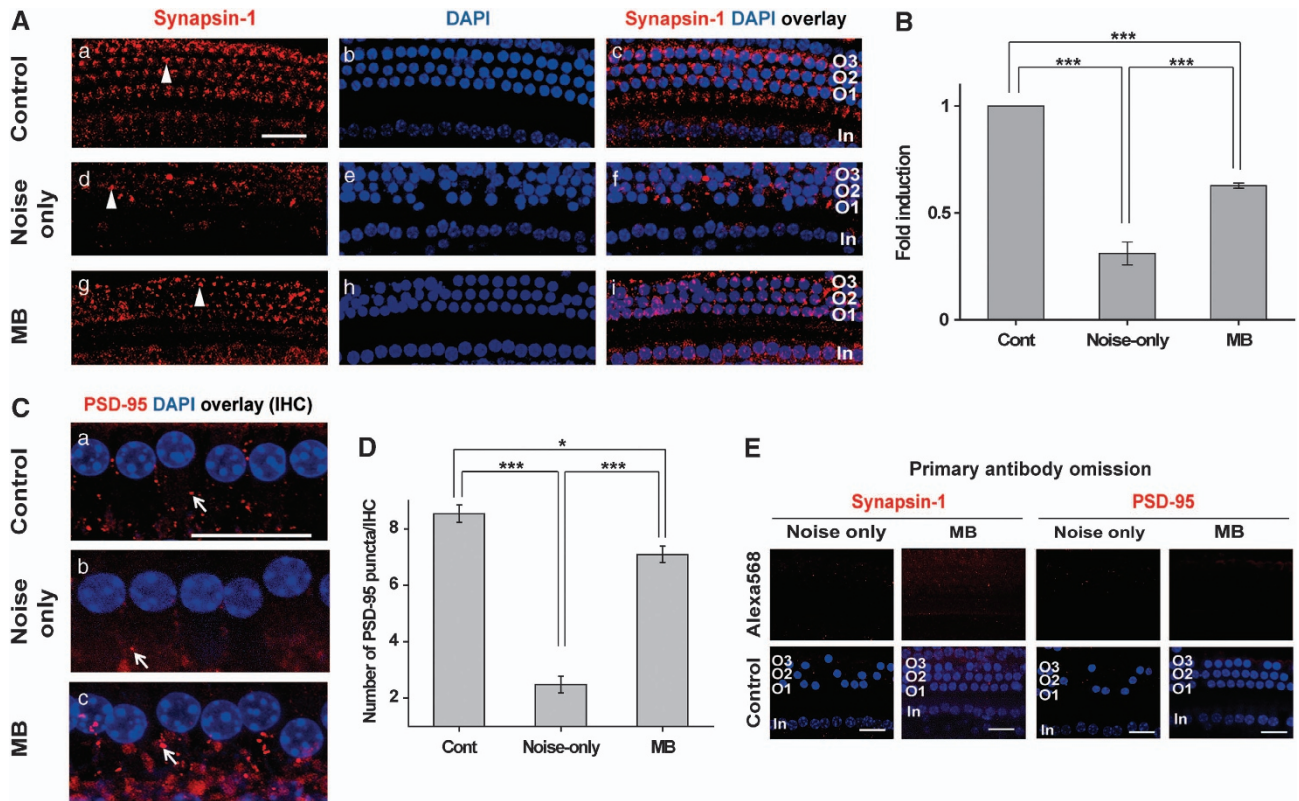 A
Synapsin-1 DAPI Synapsin-1 DAPI overlay
Control
a b c
O3
O2
O1
In
Noise
only
d e f
O3
O2
O1
In
MB
g h i
O3
O2
O1
In
B
***
*** ***
Fold induction
1
0.5
0
Cont Noise-only MB
C
PSD-95 DAPI overlay (IHC)
Control
a
Noise
only
b
MB
c
D
*
*** ***
Number of PSD-95 puncta/IHC
8
6
4
2
Cont Noise-only MB
E
Primary antibody omission
Synapsin-1 PSD-95
Noise only MB Noise only MB
Alexa568
Control
O3 O3 O3 O3
O2 O2 O2 O2
O1 O1 O1 O1
In In In In